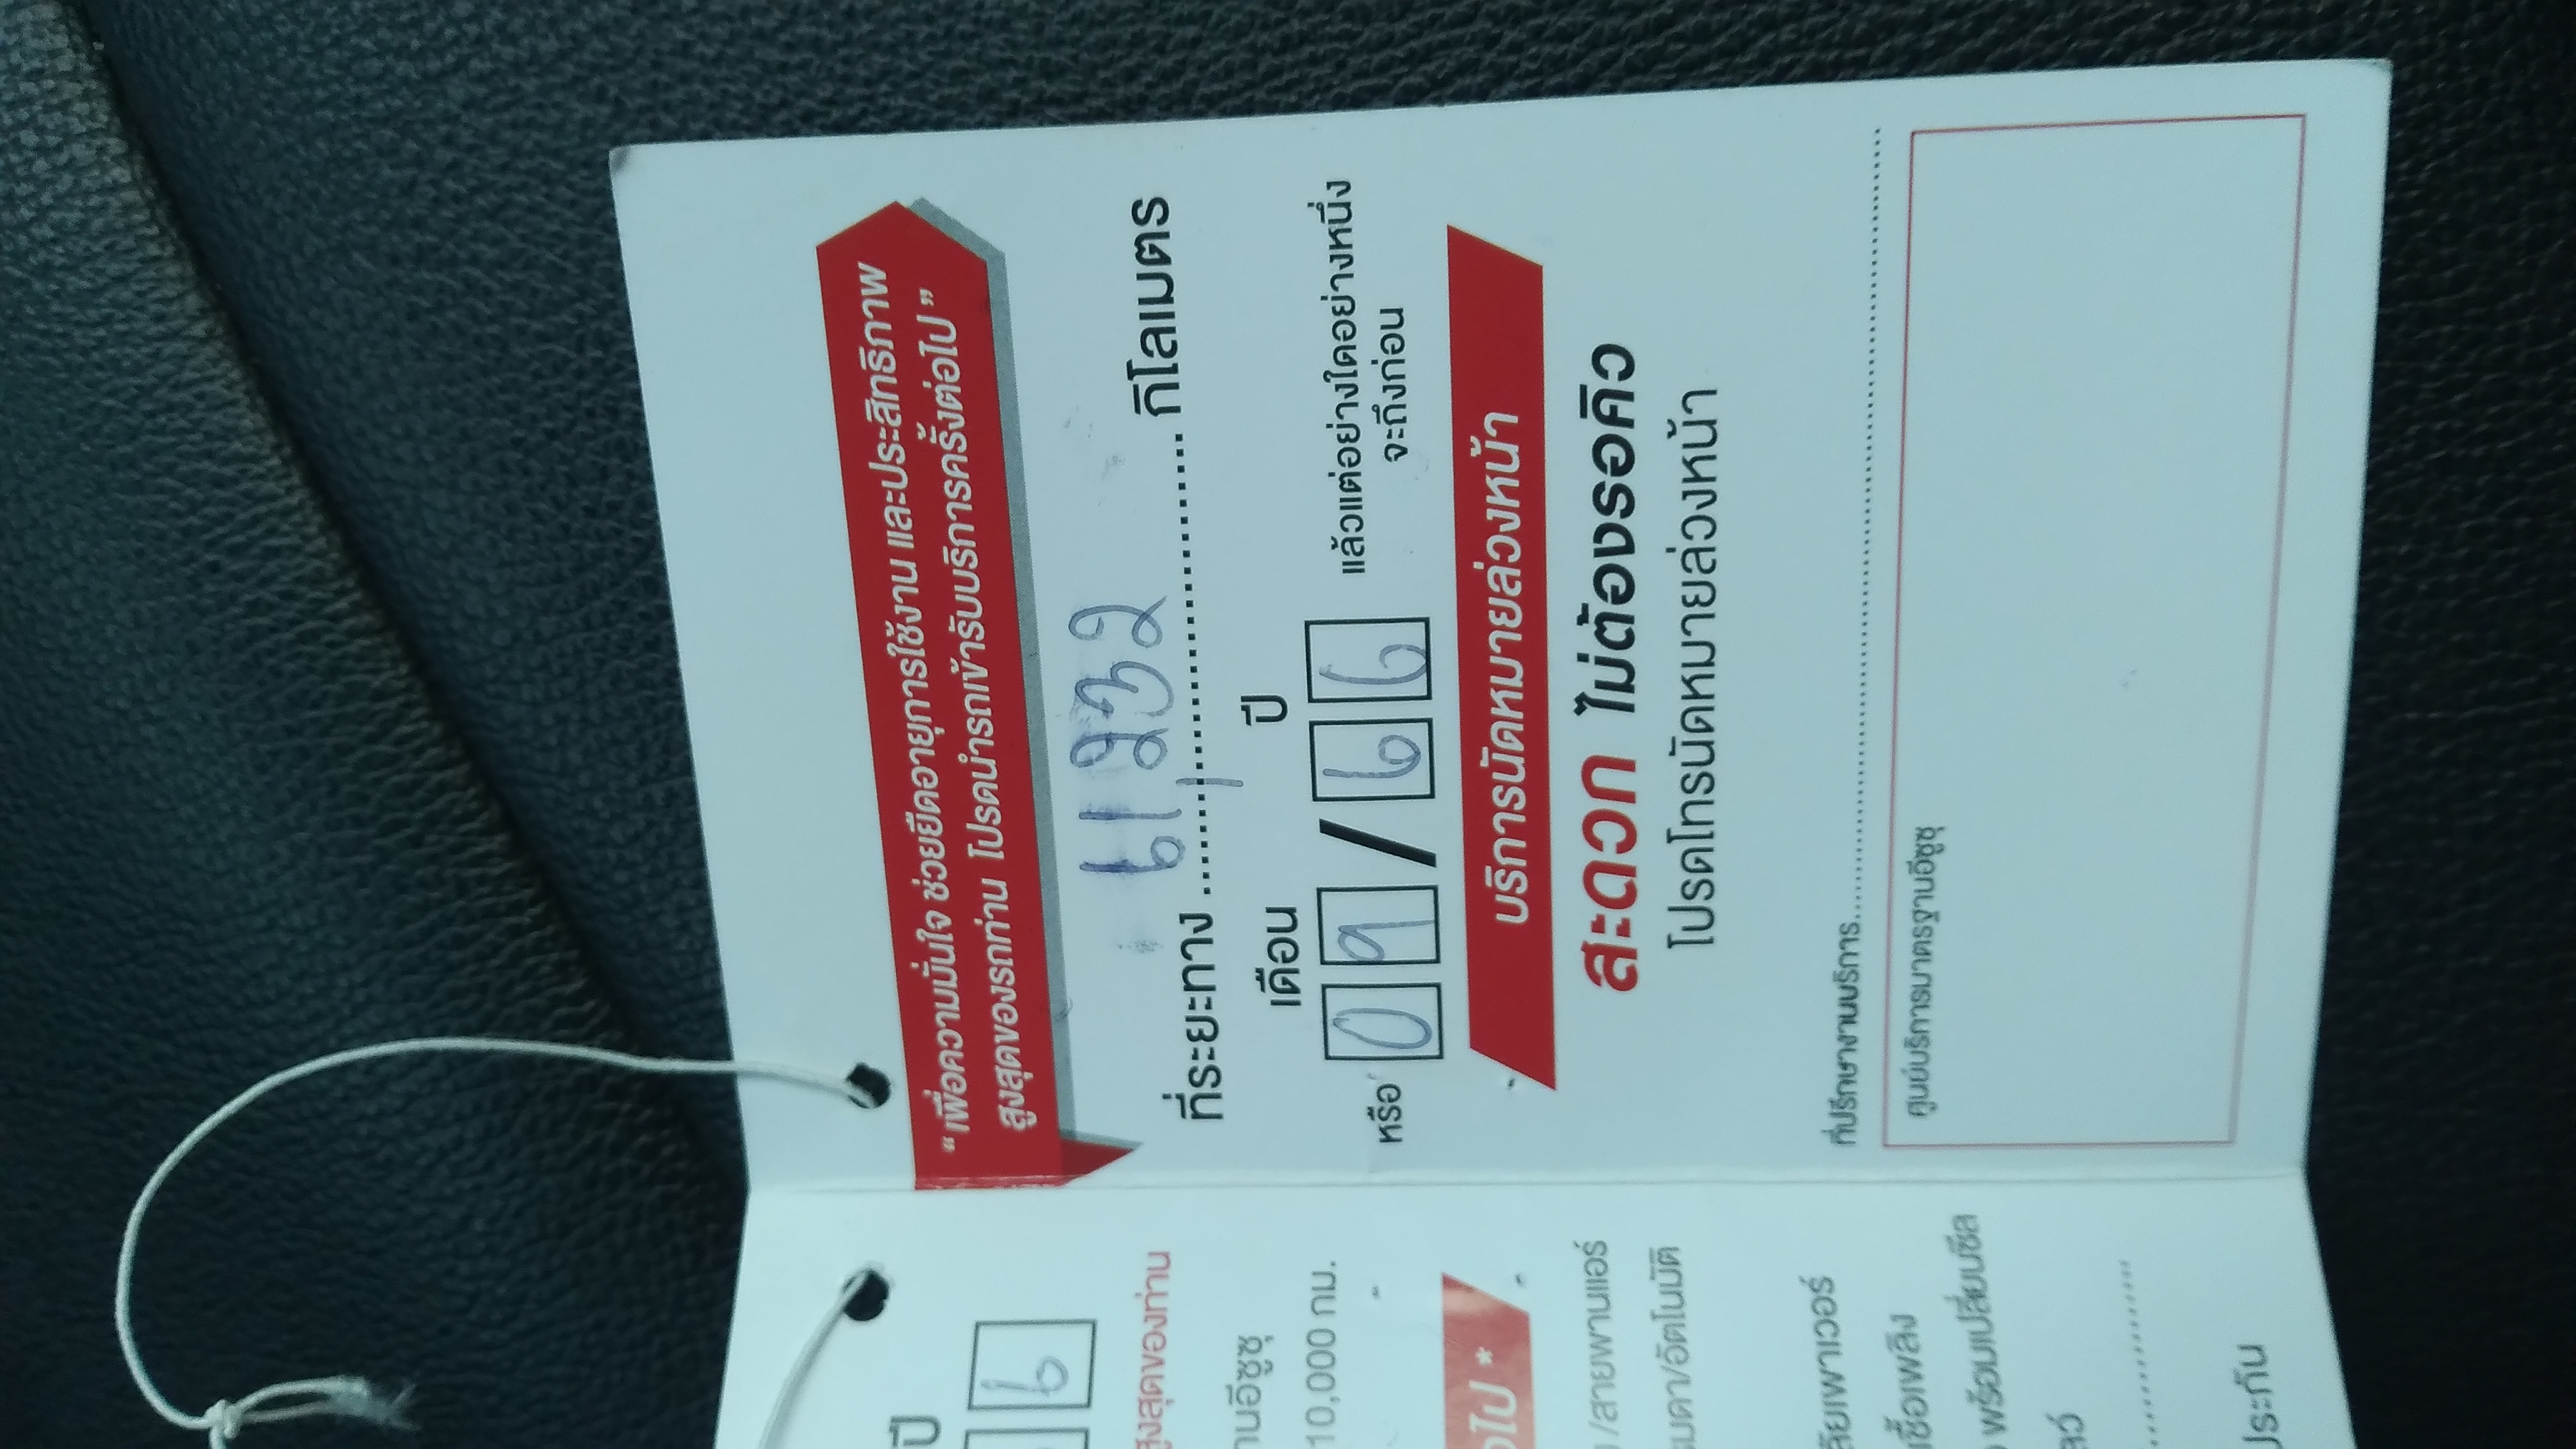 ปี
6
สูงสุดของท่าน
านอีซูซุ
10,000 กม.
อไป *
/สายพานแอร์
รมดา/อัตโนมัติ
ลัยเพาเวอร์
เชื้อเพลิง
พร้อมเปลี่ยนซีล
ลว์
ประกัน
“ เพื่อความมั่นใจ ช่วยยืดอายุการใช้งาน และประสิทธิภาพ
สูงสุดของรถท่าน โปรดนำรถเข้ารับบริการครั้งต่อไป ”
ที่ระยะทาง 61,232 กิโลเมตร
เดือน ปี
หรือ 09/66 แล้วแต่อย่างใดอย่างหนึ่ง
จะถึงก่อน
บริการนัดหมายล่วงหน้า
สะดวก ไม่ต้องรอคิว
โปรดโทรนัดหมายล่วงหน้า
ที่ปรึกษางานบริการ
ศูนย์บริการมาตรฐานอีซูซุ